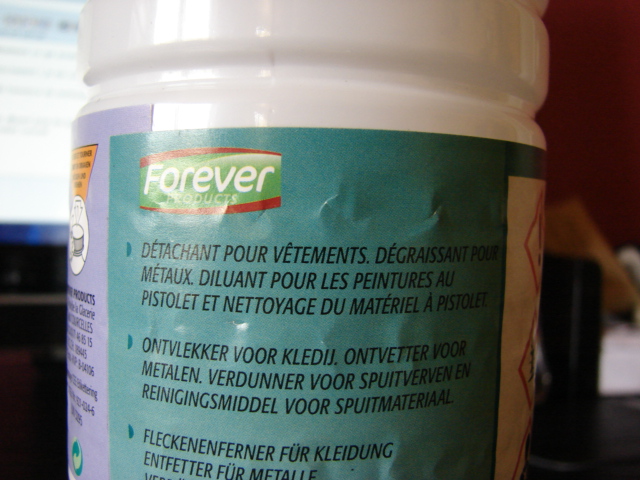 Forever
PRODUCTS
DÉTACHANT POUR VÊTEMENTS. DÉGRAISSANT POUR
MÉTAUX. DILUANT POUR LES PEINTURES AU
PISTOLET ET NETTOYAGE DU MATÉRIEL À PISTOLET.
ONTVLEKKER VOOR KLEDIJ. ONTVETTER VOOR
METALEN. VERDUNNER VOOR SPUITVERVEN EN
REINIGINGSMIDDEL VOOR SPUITMATERIAAL.
FLECKENENFERNER FÜR KLEIDUNG
ENTFETTER FÜR METALLE
PRODUCTS